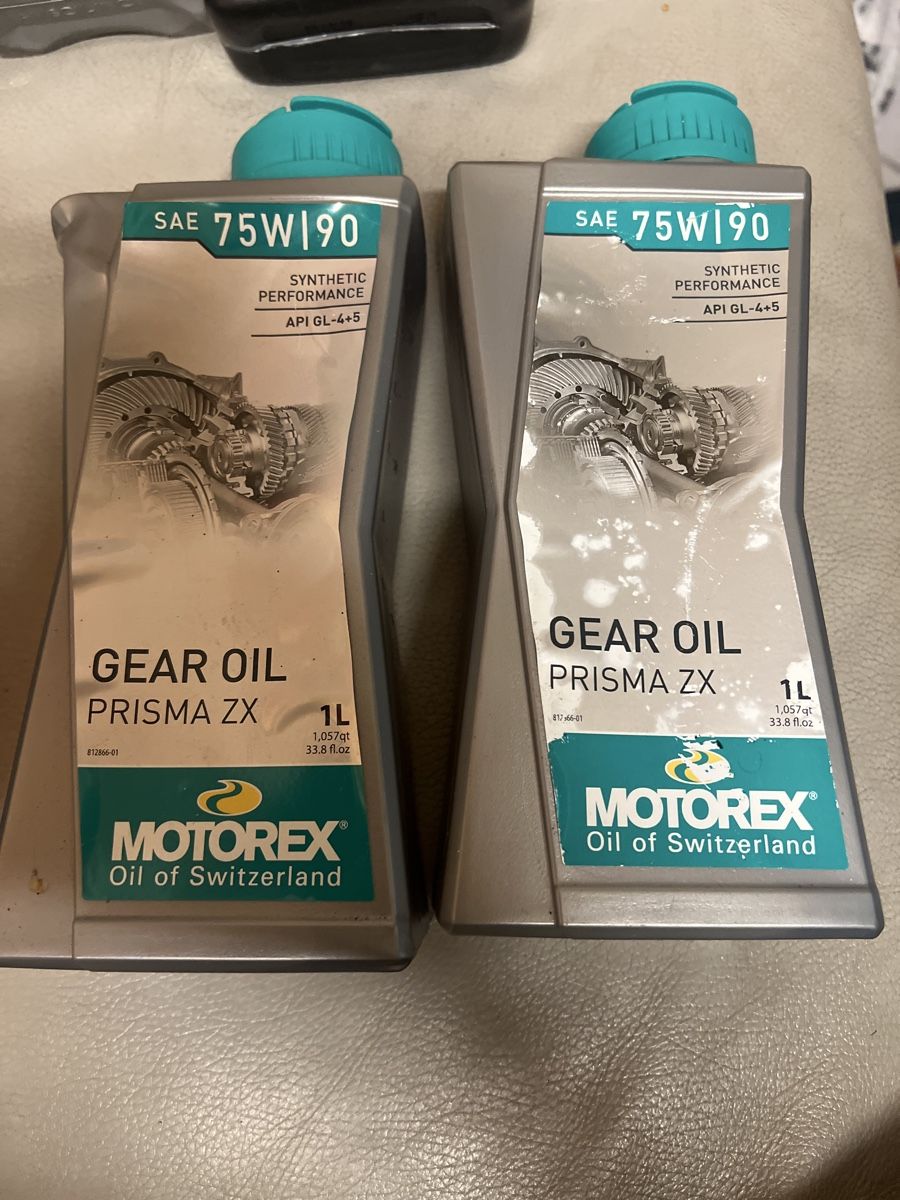 SAE 75W|90
SYNTHETIC
PERFORMANCE
API GL-4+5
GEAR OIL
PRISMA ZX
1L
1,057qt
33.8 fl.oz
812866-01
MOTOREX®
Oil of Switzerland
SAE 75W|90
SYNTHETIC
PERFORMANCE
API GL-4+5
GEAR OIL
PRISMA ZX
1L
1,057qt
33.8 fl.oz
MOTOREX®
Oil of Switzerland